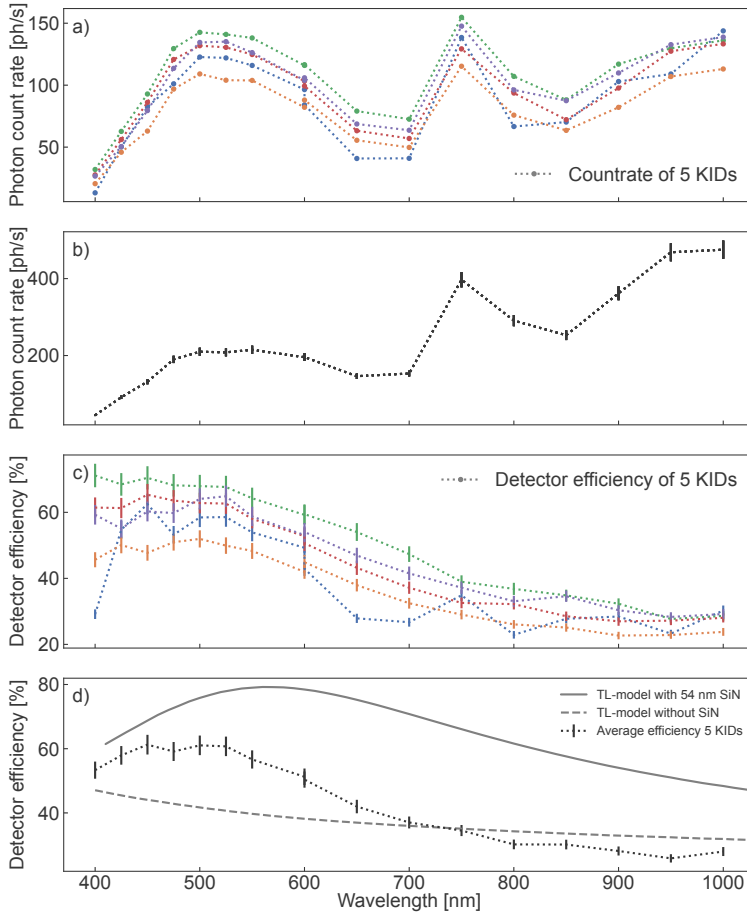 a)
Photon count rate [ph/s]
150
100
50
Countrate of 5 KIDs
b)
Photon count rate [ph/s]
400
200
c)
Detector efficiency [%]
60
40
20
Detector efficiency of 5 KIDs
d)
Detector efficiency [%]
80
60
40
TL-model with 54 nm SiN
TL-model without SiN
Average efficiency 5 KIDs
400 500 600 700 800 900 1000
Wavelength [nm]